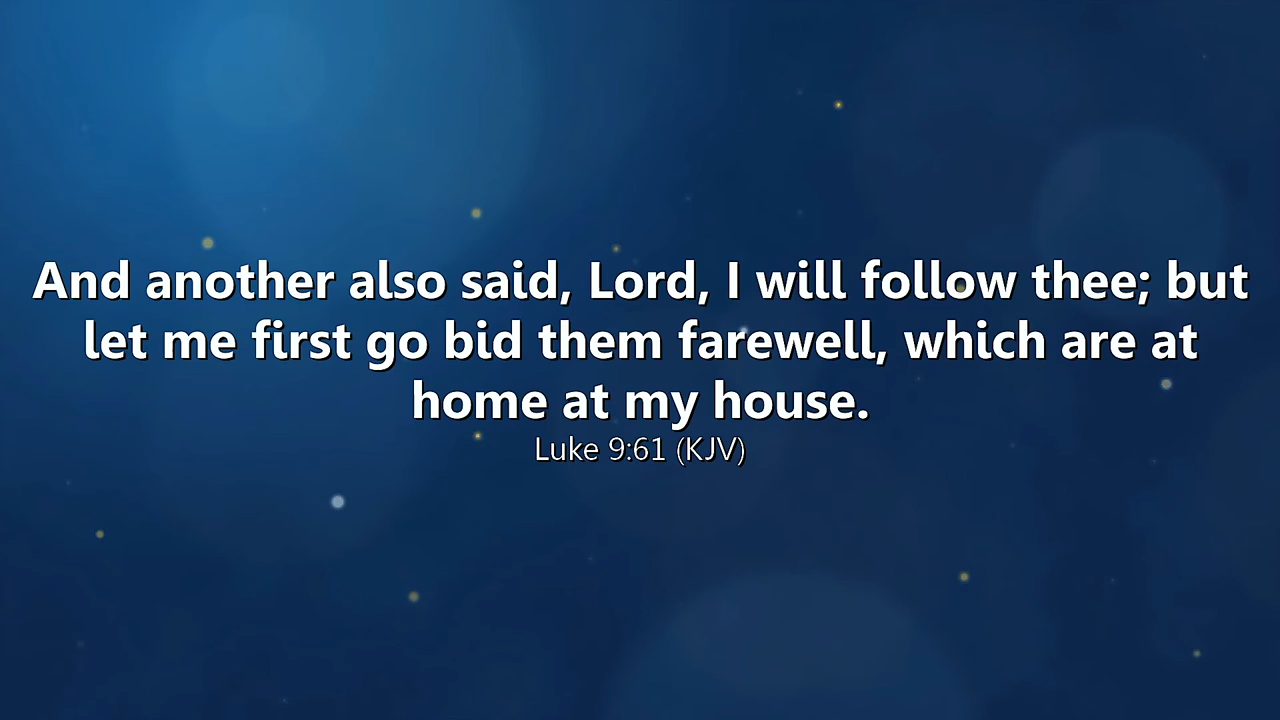 And another also said, Lord, I will follow thee; but
let me first go bid them farewell, which are at
home at my house.
Luke 9:61 (KJV)